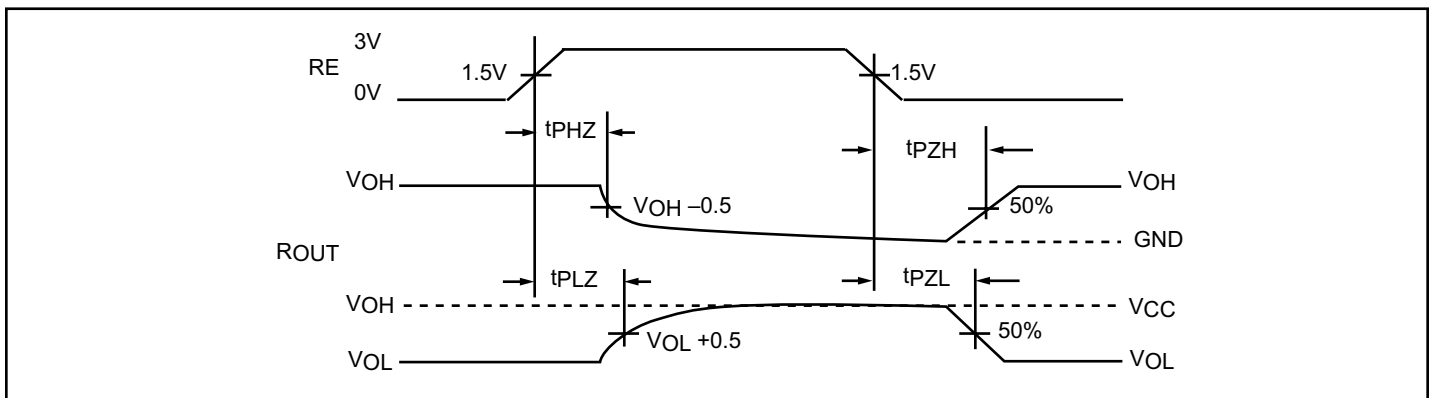 3V
RE
1.5V
1.5V
0V
tPHZ
tPZH
VOH
VOH
VOH –0.5
50%
ROUT
GND
tPLZ
tPZL
VOH
VCC
VOL +0.5
50%
VOL
VOL